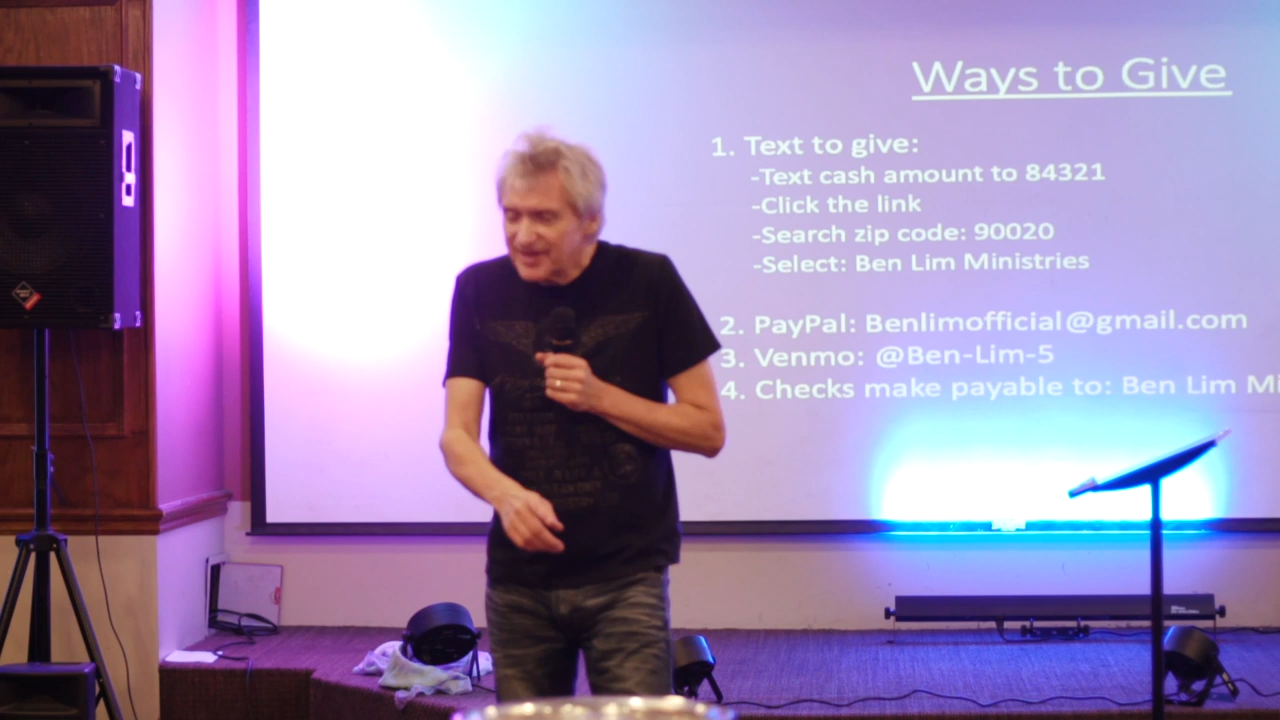 Ways to Give
1. Text to give:
-Text cash amount to 84321
-Click the link
-Search zip code: 90020
-Select: Ben Lim Ministries
2. PayPal: Benlimofficial@gmail.com
3. Venmo: @Ben-Lim-5
4. Checks make payable to: Ben Lim Mi